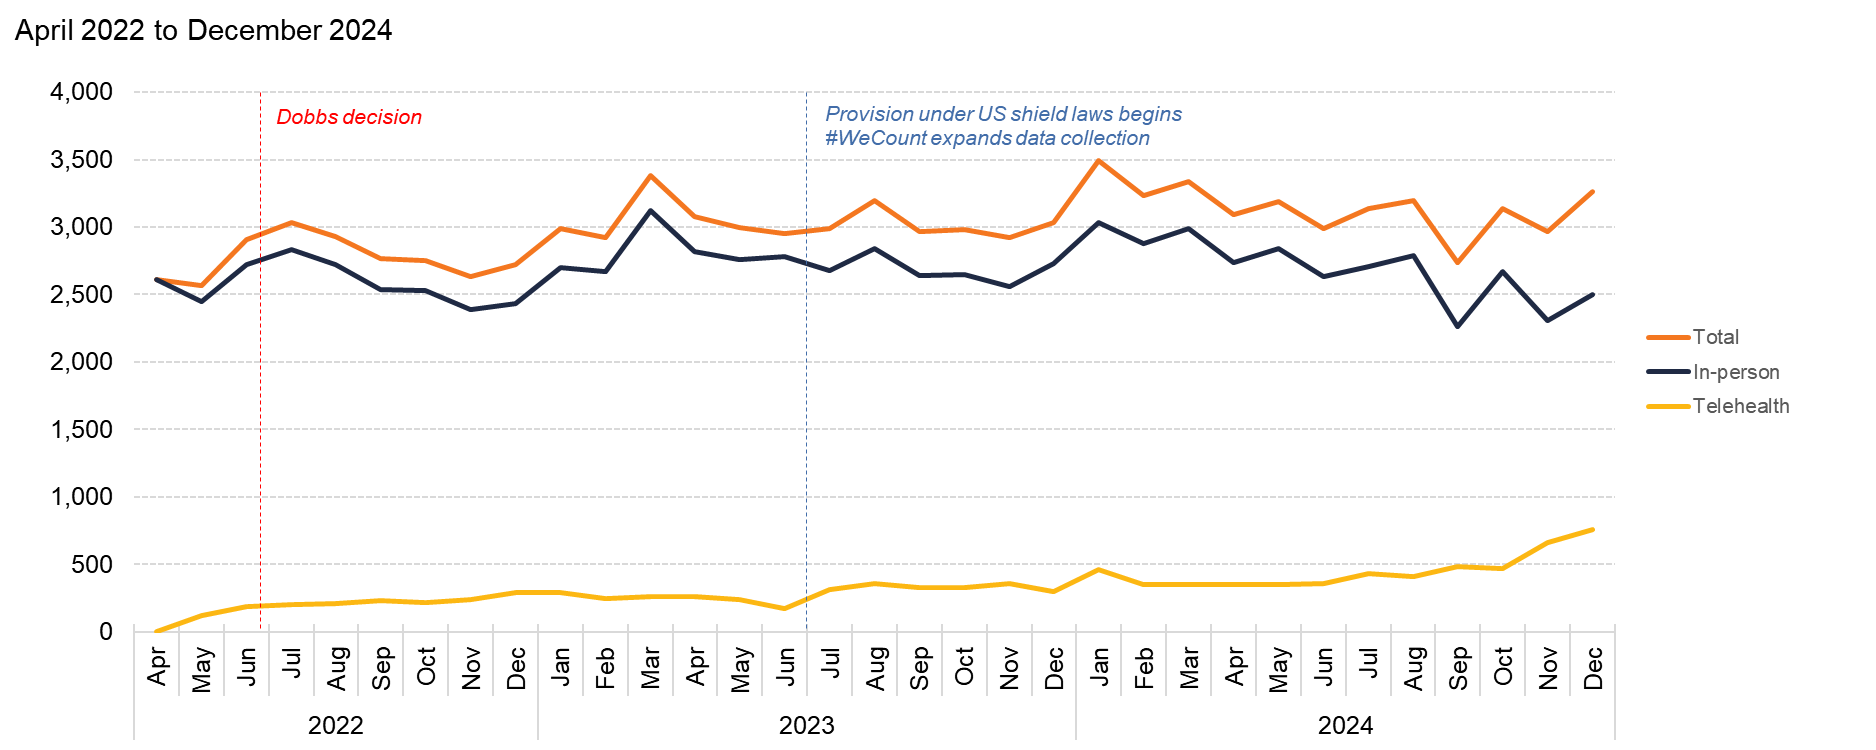 April 2022 to December 2024
4,000
3,500
3,000
2,500
2,000
1,500
1,000
500
0
Dobbs decision
Provision under US shield laws begins
#WeCount expands data collection
Total
In-person
Telehealth
Apr May Jun Jul Aug Sep Oct Nov Dec Jan Feb Mar Apr May Jun Jul Aug Sep Oct Nov Dec Jan Feb Mar Apr May Jun Jul Aug Sep Oct Nov Dec
2022 2023 2024